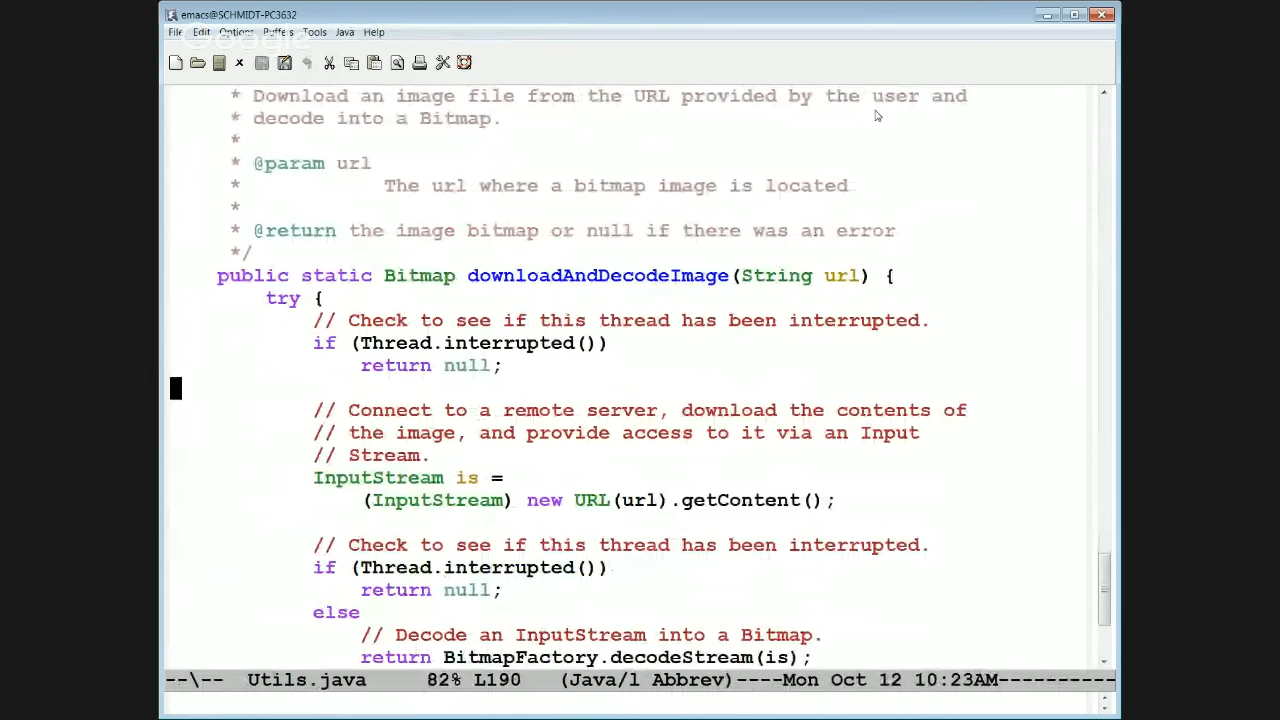 emacs@SCHMIDT-PC3632
File Edit Options Buffers Tools Java Help
Google
* Download an image file from the URL provided by the user and
* decode into a Bitmap.
*
* @param url
* The url where a bitmap image is located
*
* @return the image bitmap or null if there was an error
*/
public static Bitmap downloadAndDecodeImage(String url) {
try {
// Check to see if this thread has been interrupted.
if (Thread.interrupted())
return null;
// Connect to a remote server, download the contents of
// the image, and provide access to it via an Input
// Stream.
InputStream is =
(InputStream) new URL(url).getContent();
// Check to see if this thread has been interrupted.
if (Thread.interrupted())
return null;
else
// Decode an InputStream into a Bitmap.
return BitmapFactory.decodeStream(is);
--\-- Utils.java 82% L190 (Java/l Abbrev)----Mon Oct 12 10:23AM----------